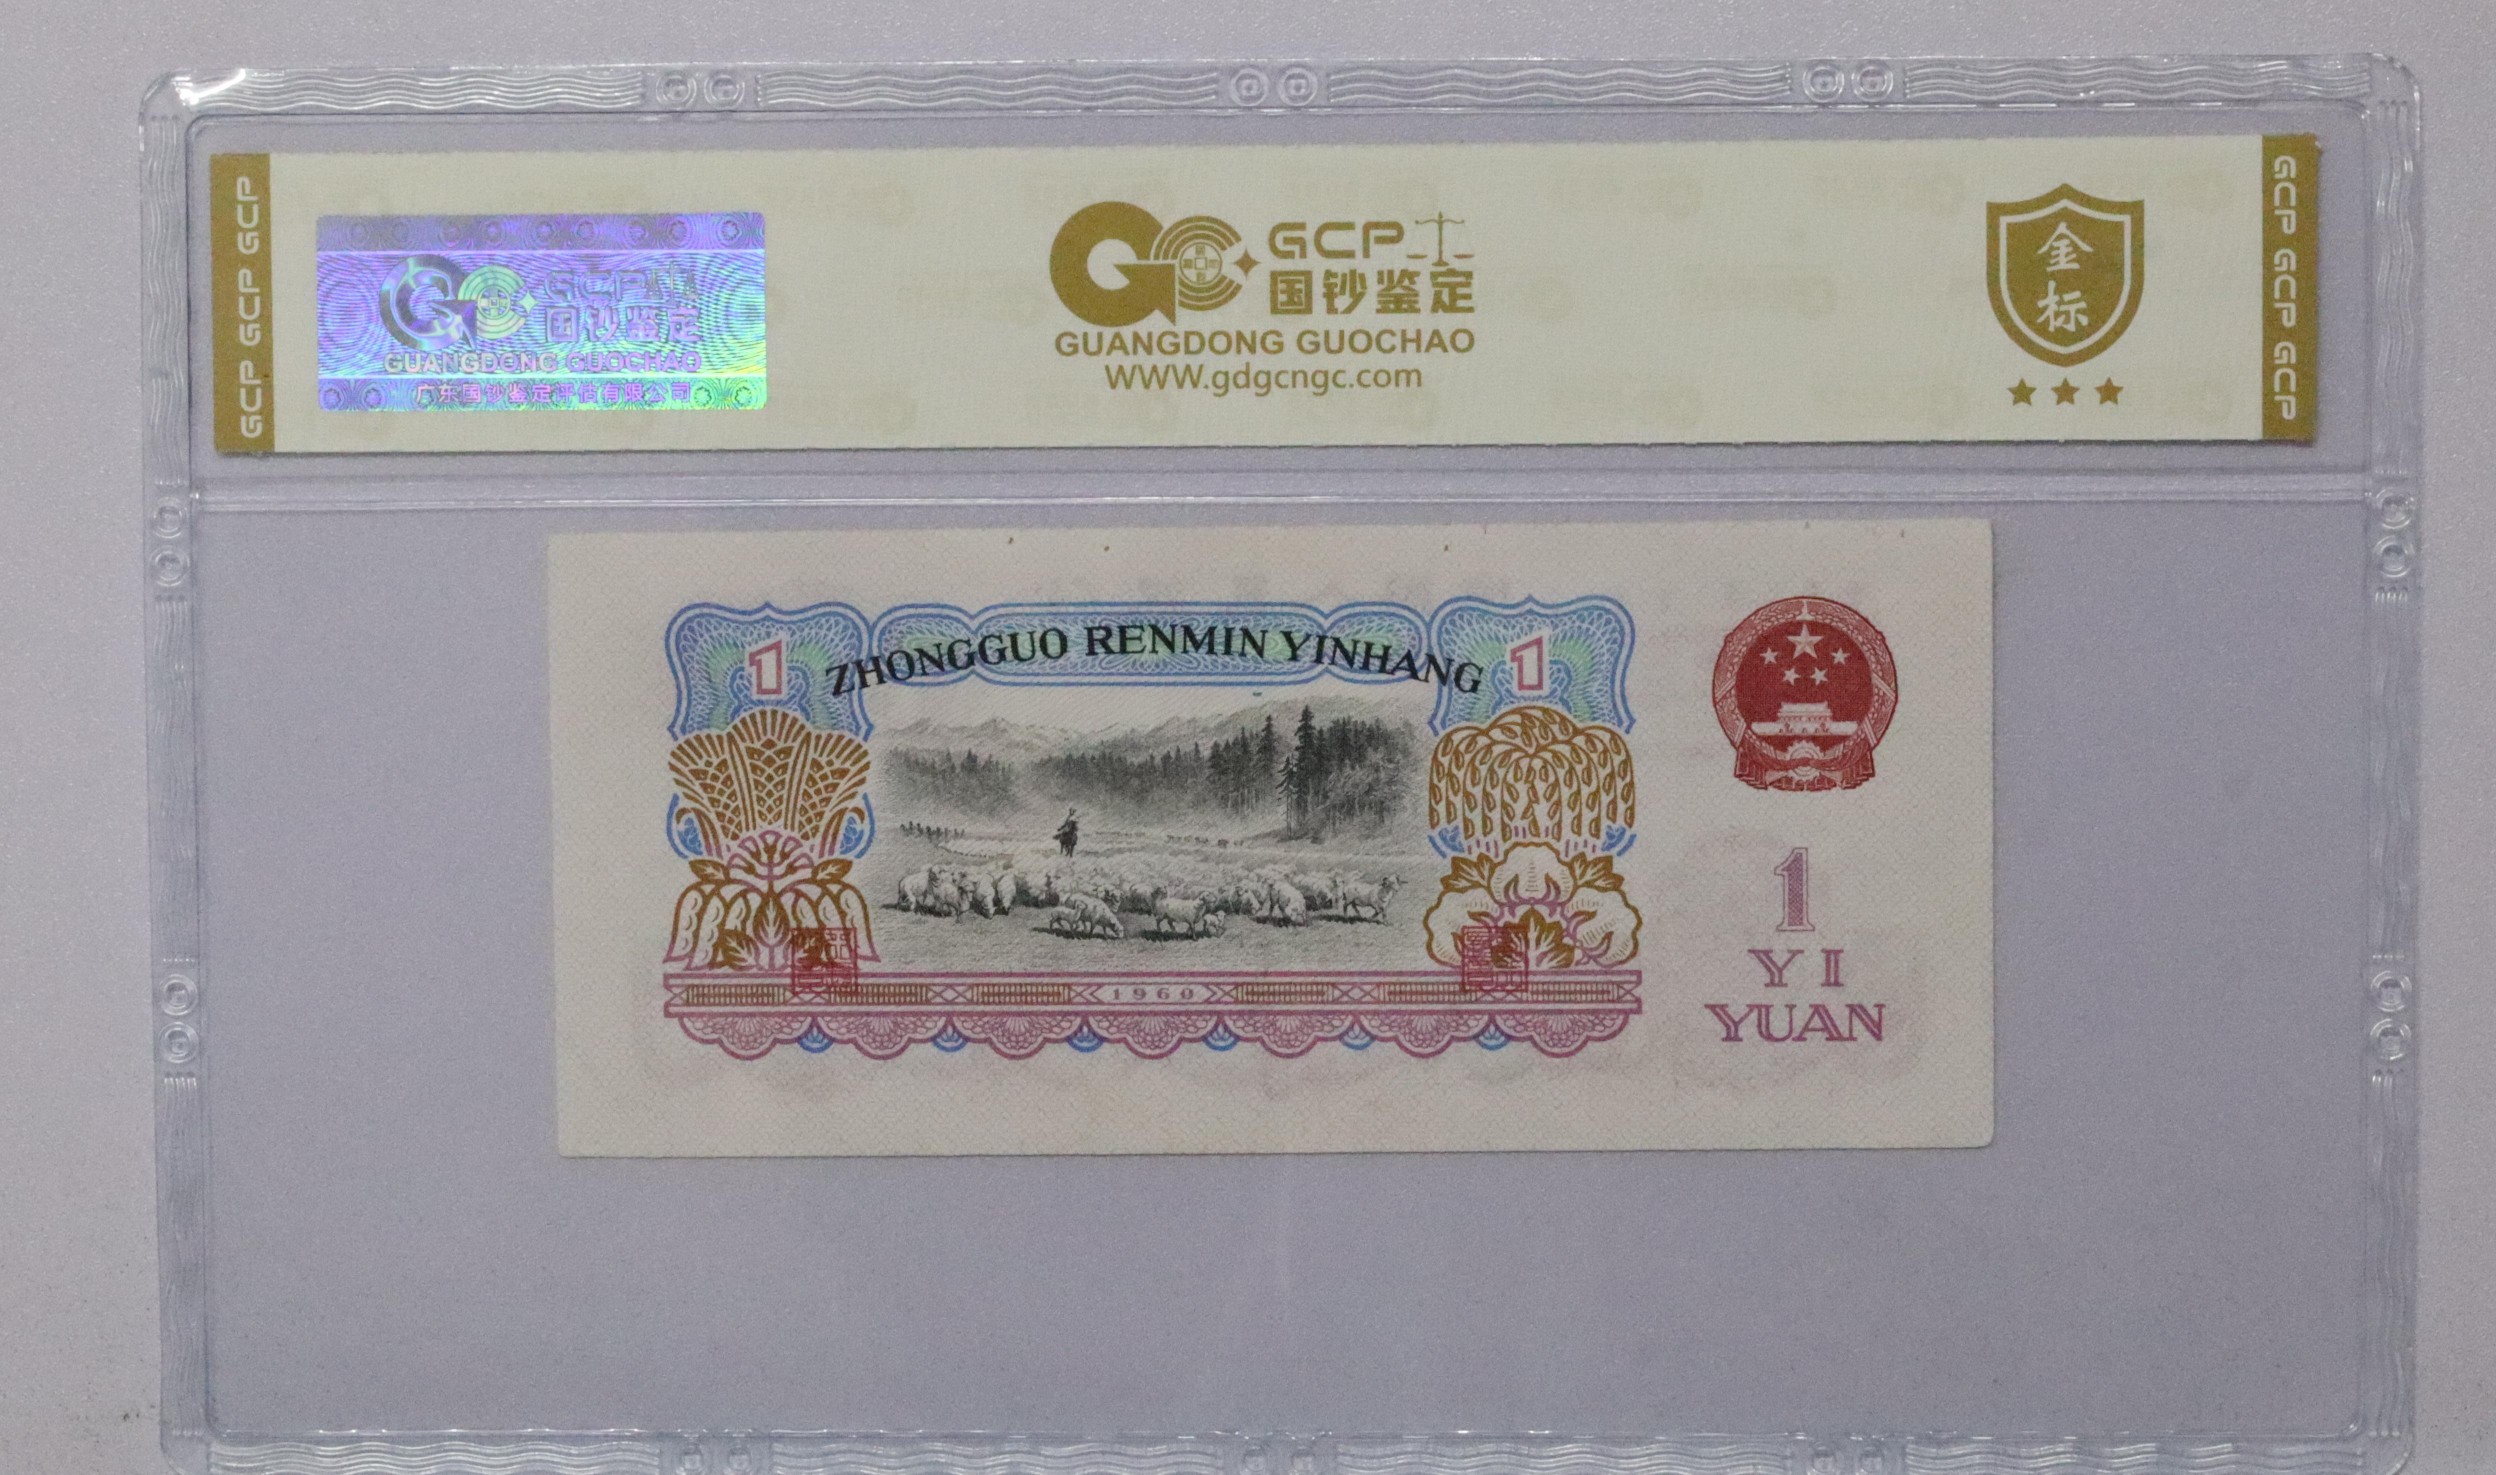 GCP GCP GCP
GCP
国钞鉴定
GUANGDONG GUOCHAO
广东国钞鉴定评估有限公司
GCP
国钞鉴定
GUANGDONG GUOCHAO
WWW.gdgcngc.com
金
标
GCP GCP GCP
1
ZHONGGUO RENMIN YINHANG
1
1960
1
YI
YUAN